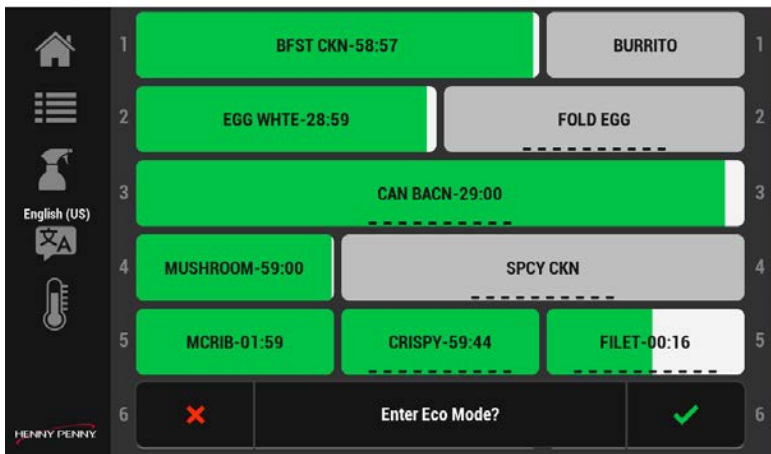 1 BFST CKN-58:57 BURRITO 1
2 EGG WHTE-28:59 FOLD EGG 2
3 CAN BACN-29:00 3
English (US)
文A
4 MUSHROOM-59:00 SPCY CKN 4
5 MCRIB-01:59 CRISPY-59:44 FILET-00:16 5
6 Enter Eco Mode? 6
HENNY PENNY